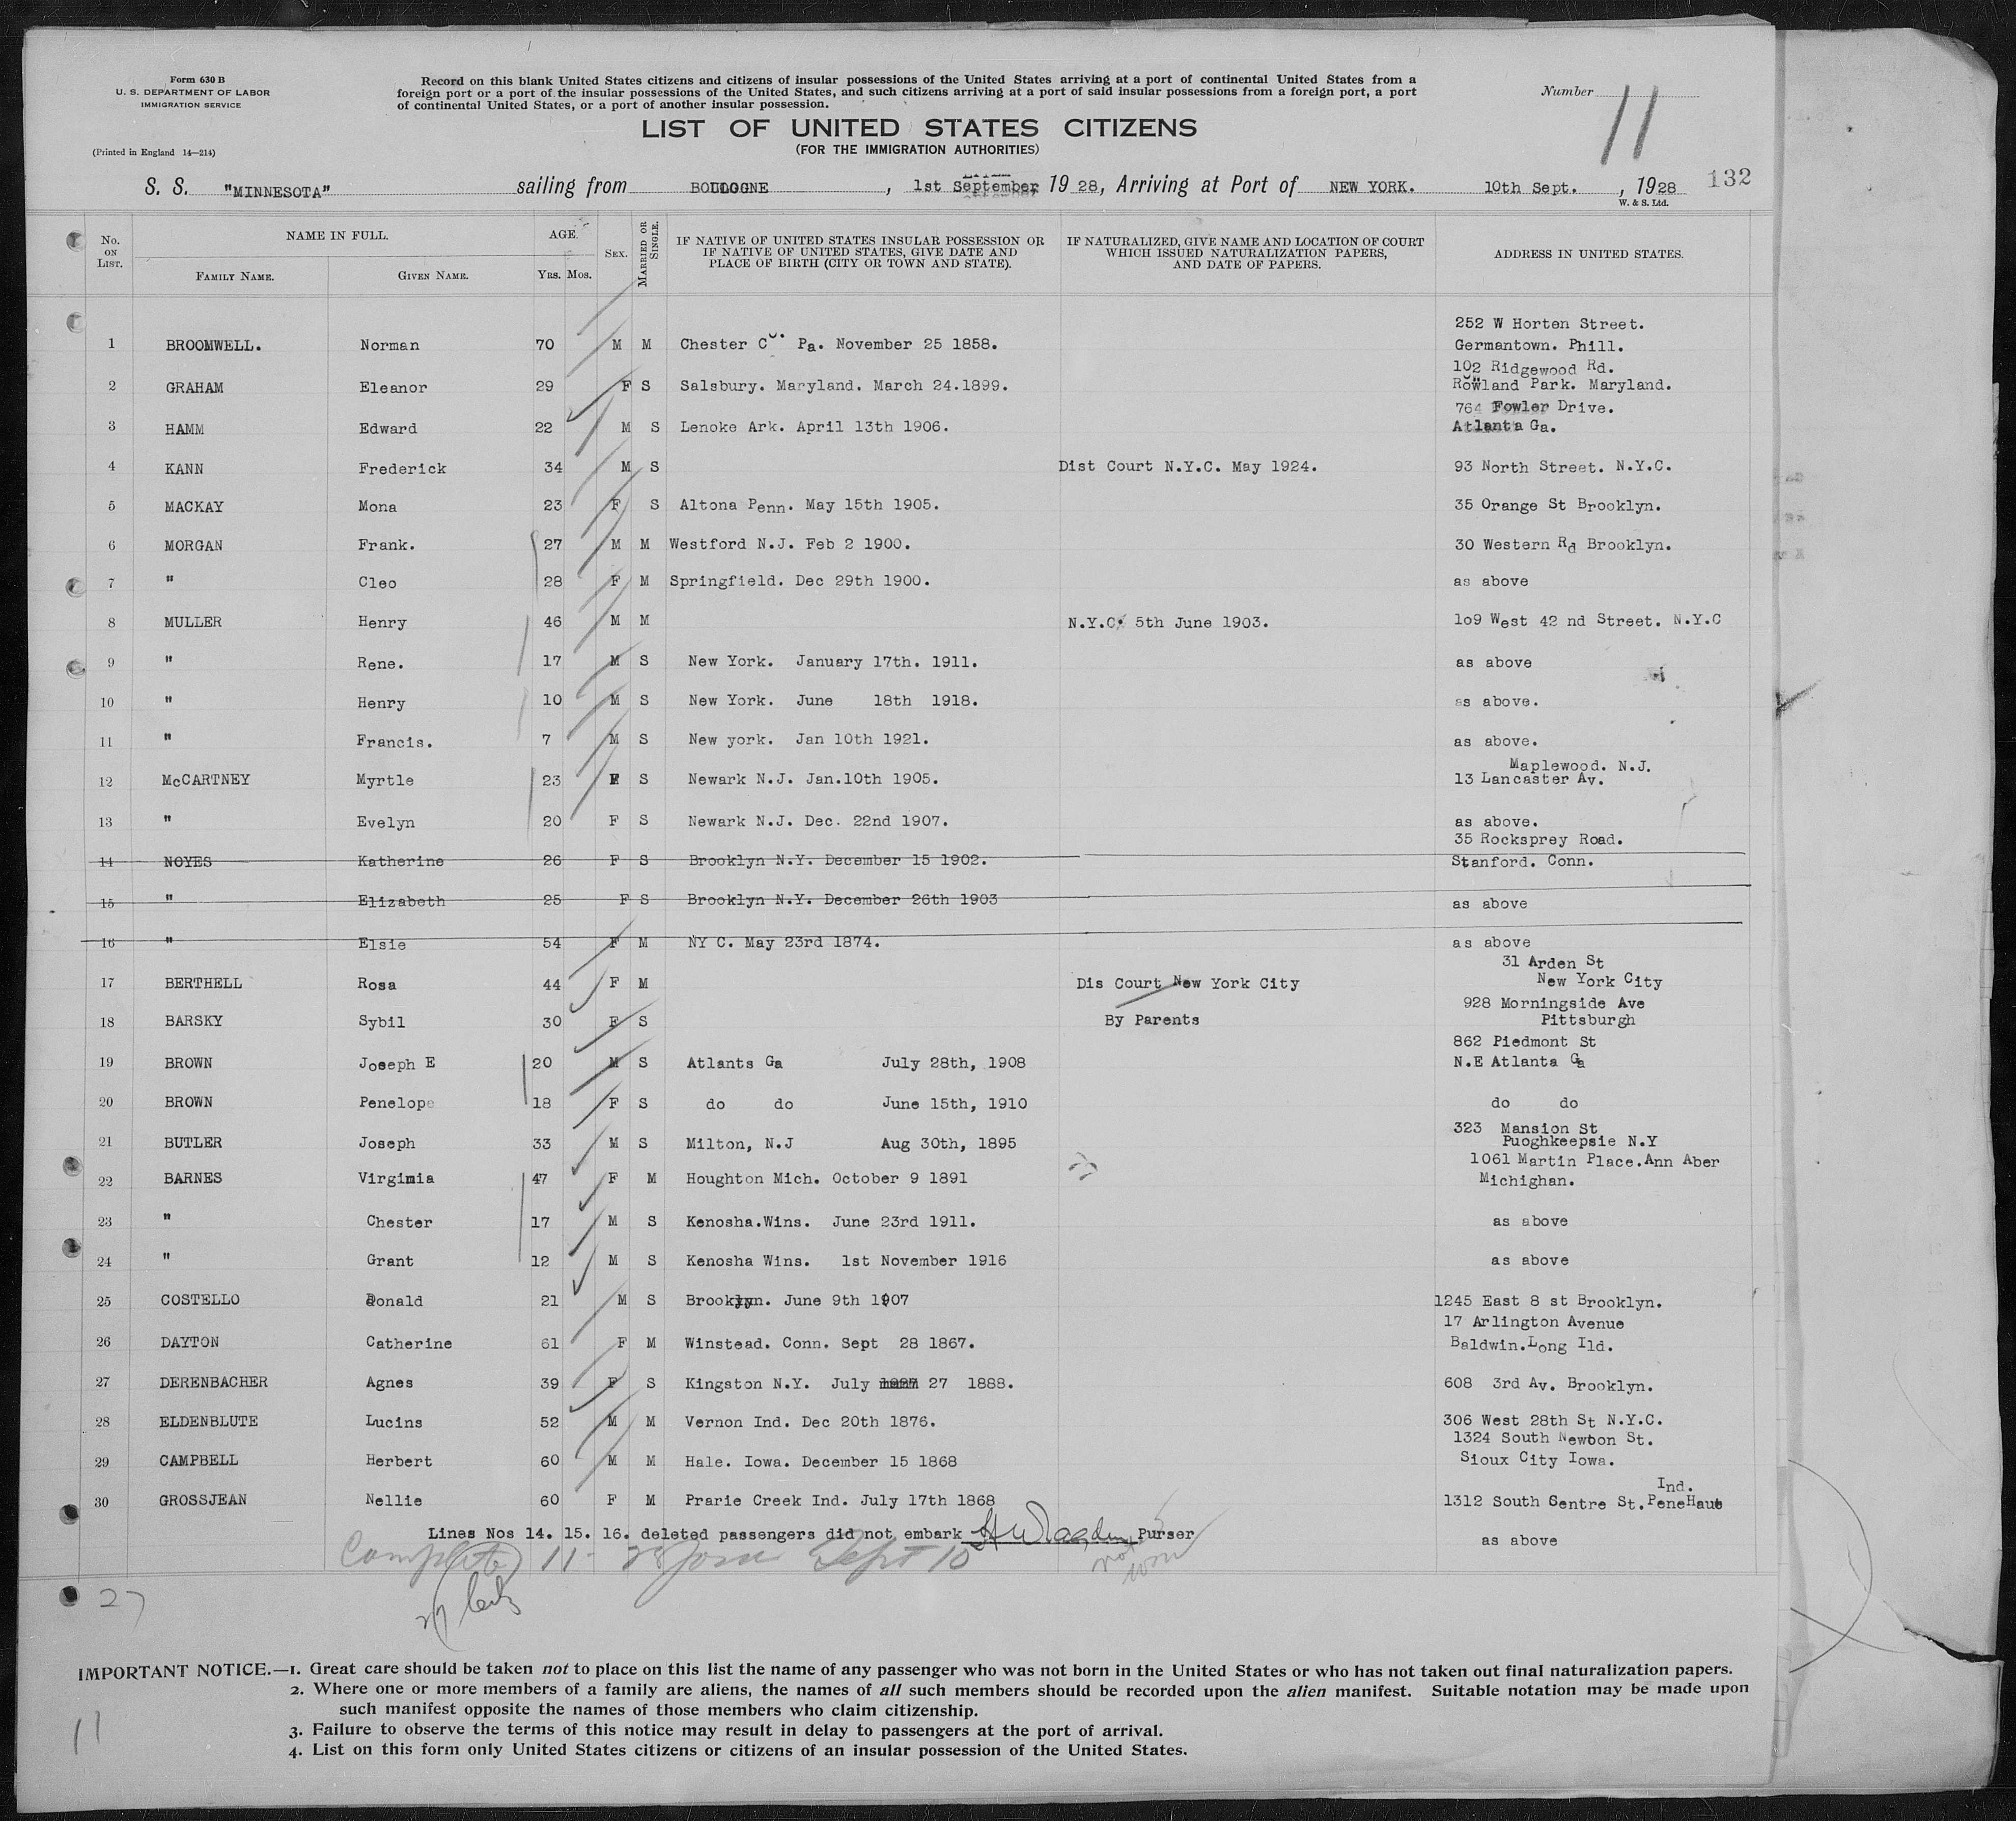 Form 630 B
U. S. DEPARTMENT OF LABOR
IMMIGRATION SERVICE
(Printed in England 14—214)
Record on this blank United States citizens and citizens of insular possessions of the United States arriving at a port of continental United States from a
foreign port or a port of the insular possessions of the United States, and such citizens arriving at a port of said insular possessions from a foreign port, a port
of continental United States, or a port of another insular possession.
Number 11
LIST OF UNITED STATES CITIZENS
(FOR THE IMMIGRATION AUTHORITIES)
S. S. "MINNESOTA" sailing from BOULOGNE, 1st September 1928, Arriving at Port of NEW YORK. 10th Sept., 1928 132
W. & S. Ltd.
No. ON LIST. NAME IN FULL. FAMILY NAME. GIVEN NAME. AGE. YRS. MOS. SEX. MARRIED OR SINGLE. IF NATIVE OF UNITED STATES INSULAR POSSESSION OR IF NATIVE OF UNITED STATES, GIVE DATE AND PLACE OF BIRTH (CITY OR TOWN AND STATE). IF NATURALIZED, GIVE NAME AND LOCATION OF COURT WHICH ISSUED NATURALIZATION PAPERS, AND DATE OF PAPERS. ADDRESS IN UNITED STATES.
252 W Horten Street.
1 BROOMWELL. Norman 70 M M Chester Co. Pa. November 25 1858. Germantown. Phill.
102 Ridgewood Rd.
2 GRAHAM Eleanor 29 F S Salsbury. Maryland. March 24.1899. Rowland Park. Maryland.
764 Fowler Drive.
3 HAMM Edward 22 M S Lenoke Ark. April 13th 1906. Atlanta Ga.
4 KANN Frederick 34 M S Dist Court N.Y.C. May 1924. 93 North Street. N.Y.C.
5 MACKAY Mona 23 F S Altona Penn. May 15th 1905. 35 Orange St Brooklyn.
6 MORGAN Frank. 27 M M Westford N.J. Feb 2 1900. 30 Western Rd Brooklyn.
7 " Cleo 28 F M Springfield. Dec 29th 1900. as above
8 MULLER Henry 46 M M N.Y.C. 5th June 1903. 109 West 42 nd Street. N.Y.C
9 " Rene. 17 M S New York. January 17th. 1911. as above
10 " Henry 10 M S New York. June 18th 1918. as above.
11 " Francis. 7 M S New york. Jan 10th 1921. as above.
Maplewood. N.J.
12 McCARTNEY Myrtle 23 F S Newark N.J. Jan.10th 1905. 13 Lancaster Av.
13 " Evelyn 20 F S Newark N.J. Dec. 22nd 1907. as above.
35 Rocksprey Road.
14 NOYES Katherine 26 F S Brooklyn N.Y. December 15 1902. Stanford. Conn.
15 " Elizabeth 25 F S Brooklyn N.Y. December 26th 1903 as above
16 " Elsie 54 F M NY C. May 23rd 1874. as above
31 Arden St
17 BERTHELL Rosa 44 F M Dis Court New York City New York City
928 Morningside Ave
18 BARSKY Sybil 30 F S By Parents Pittsburgh
862 Piedmont St
19 BROWN Joseph E 20 M S Atlants Ga July 28th, 1908 N.E Atlanta Ga
20 BROWN Penelope 18 F S do do June 15th, 1910 do do
323 Mansion St
21 BUTLER Joseph 33 M S Milton, N.J Aug 30th, 1895 Puoghkeepsie N.Y
1061 Martin Place.Ann Aber
22 BARNES Virginia 47 F M Houghton Mich. October 9 1891 Michighan.
23 " Chester 17 M S Kenosha.Wins. June 23rd 1911. as above
24 " Grant 12 M S Kenosha Wins. 1st November 1916 as above
25 COSTELLO Donald 21 M S Brooklyn. June 9th 1907 1245 East 8 st Brooklyn.
17 Arlington Avenue
26 DAYTON Catherine 61 F M Winstead. Conn. Sept 28 1867. Baldwin.Long Ild.
27 DERENBACHER Agnes 39 F S Kingston N.Y. July 27 1888. 608 3rd Av. Brooklyn.
28 ELDENBLUTE Lucins 52 M M Vernon Ind. Dec 20th 1876. 306 West 28th St N.Y.C.
1324 South Newton St.
29 CAMPBELL Herbert 60 M M Hale. Iowa. December 15 1868 Sioux City Iowa.
Ind.
30 GROSSJEAN Nellie 60 F M Prarie Creek Ind. July 17th 1868 1312 South Centre St. PeneHaut
Lines Nos 14. 15. 16. deleted passengers did not embark Purser as above
Complete 11 Sept 10
27
11
IMPORTANT NOTICE.—1. Great care should be taken not to place on this list the name of any passenger who was not born in the United States or who has not taken out final naturalization papers.
2. Where one or more members of a family are aliens, the names of all such members should be recorded upon the alien manifest. Suitable notation may be made upon
such manifest opposite the names of those members who claim citizenship.
3. Failure to observe the terms of this notice may result in delay to passengers at the port of arrival.
4. List on this form only United States citizens or citizens of an insular possession of the United States.